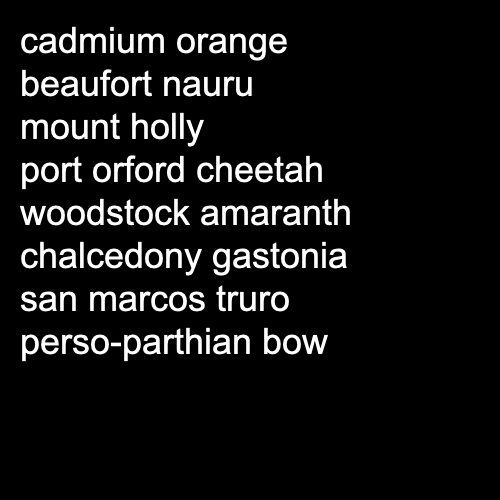 cadmium orange
beaufort nauru
mount holly
port orford cheetah
woodstock amaranth
chalcedony gastonia
san marcos truro
perso-parthian bow